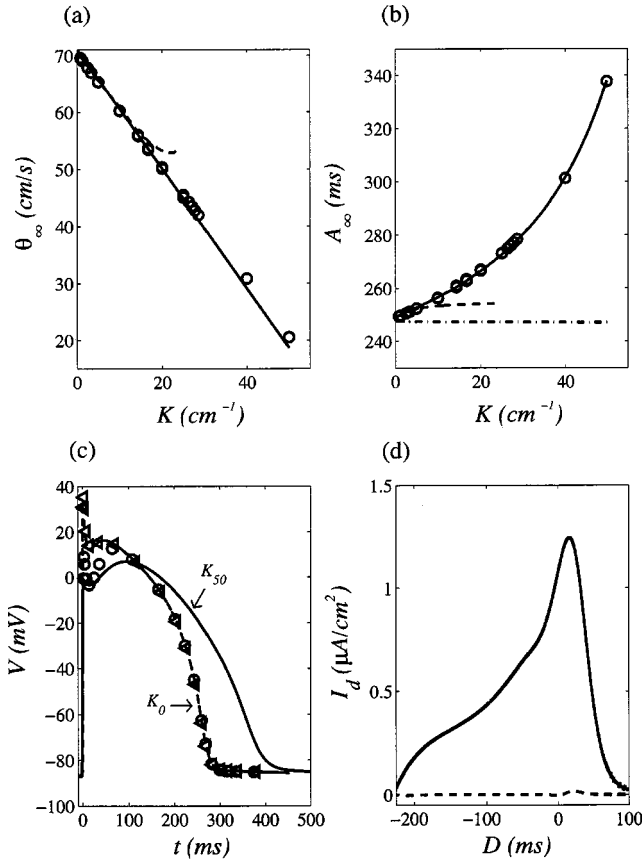 (a)
(b)
70
60
50
40
30
20
0
20
40
θ∞ (cm/s)
K (cm⁻¹)
340
320
300
280
260
240
0
20
40
A∞ (ms)
K (cm⁻¹)
(c)
(d)
40
20
0
−20
−40
−60
−80
−100
0
100
200
300
400
500
V (mV)
t (ms)
K₅₀
K₀
1.5
1
0.5
0
−200
−100
0
100
I_d (μA/cm²)
D (ms)